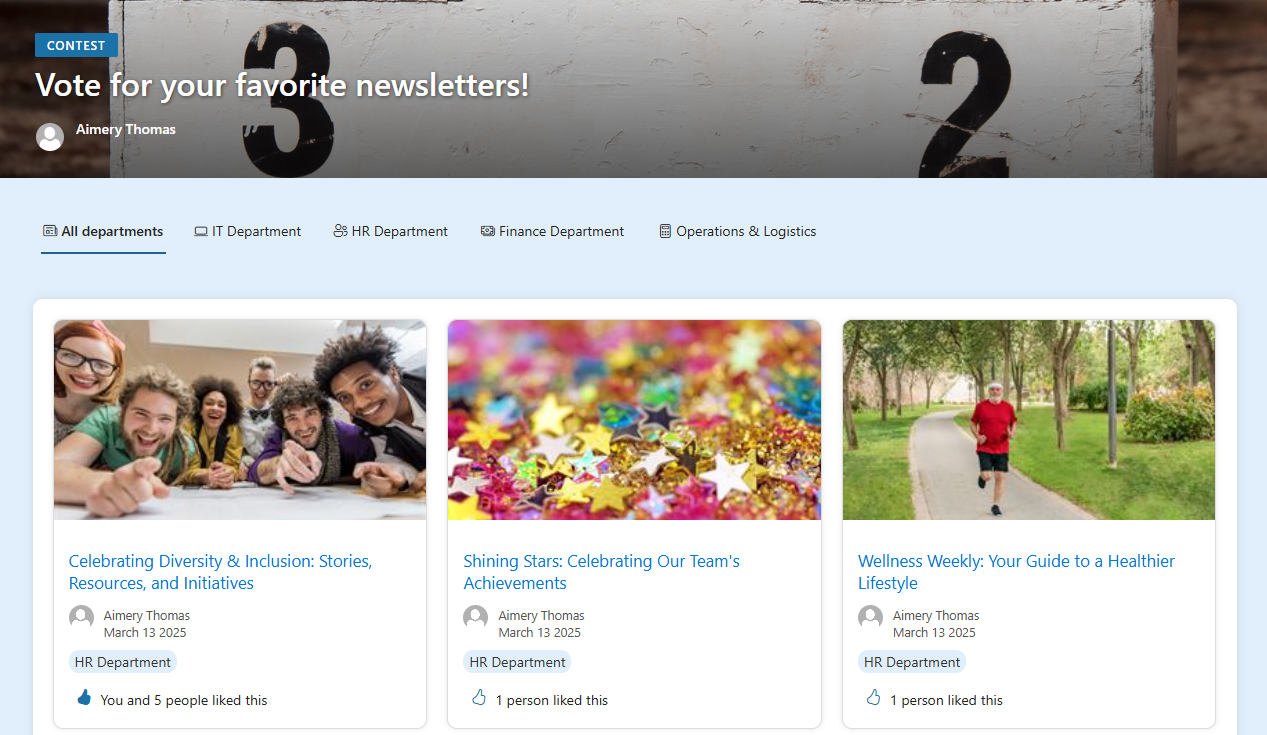 3 2
CONTEST
Vote for your favorite newsletters!
Aimery Thomas
All departments IT Department HR Department Finance Department Operations & Logistics
Celebrating Diversity & Inclusion: Stories,
Resources, and Initiatives
Aimery Thomas
March 13 2025
HR Department
You and 5 people liked this
Shining Stars: Celebrating Our Team's
Achievements
Aimery Thomas
March 13 2025
HR Department
1 person liked this
Wellness Weekly: Your Guide to a Healthier
Lifestyle
Aimery Thomas
March 13 2025
HR Department
1 person liked this